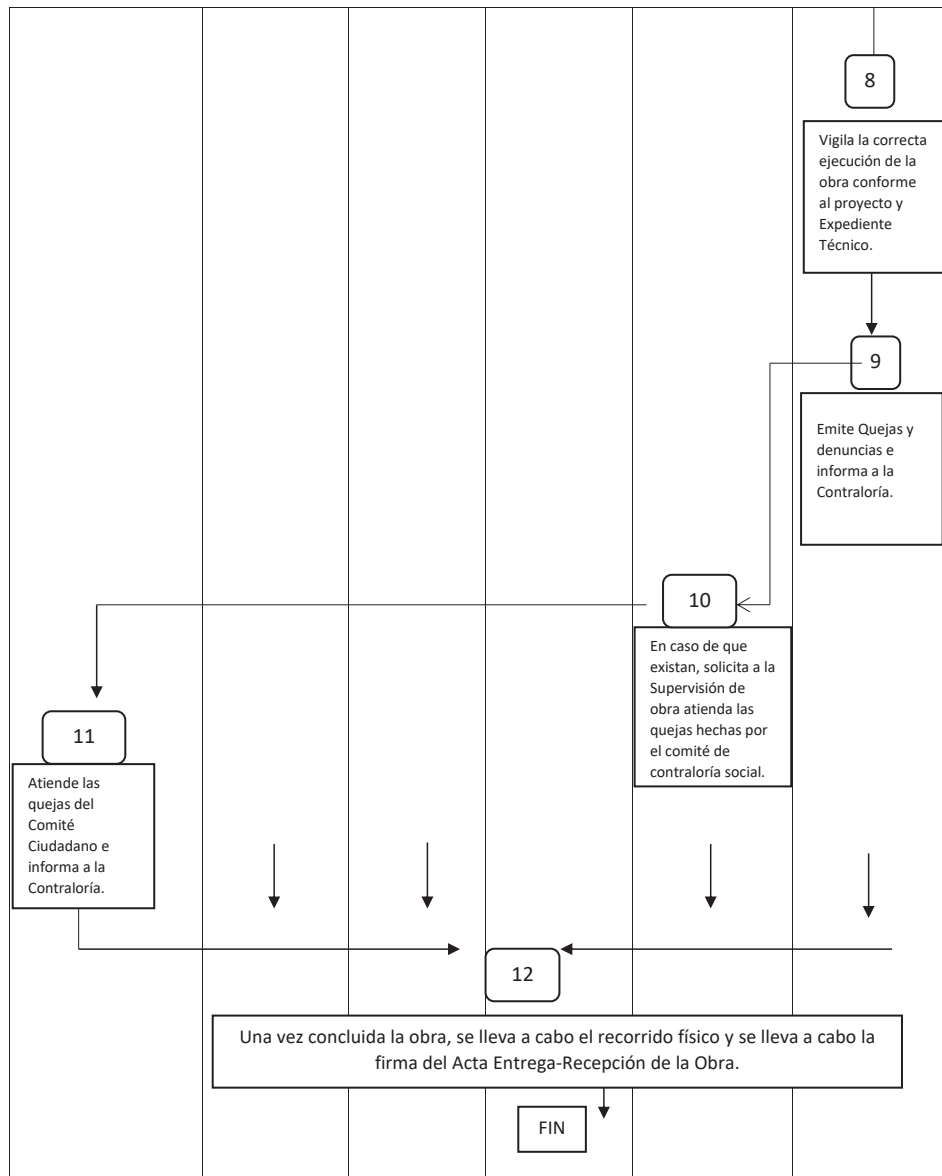 8
Vigila la correcta
ejecución de la
obra conforme
al proyecto y
Expediente
Técnico.
9
Emite Quejas y
denuncias e
informa a la
Contraloría.
10
En caso de que
existan, solicita a la
Supervisión de
obra atienda las
quejas hechas por
el comité de
contraloría social.
11
Atiende las
quejas del
Comité
Ciudadano e
informa a la
Contraloría.
12
Una vez concluida la obra, se lleva a cabo el recorrido físico y se lleva a cabo la
firma del Acta Entrega-Recepción de la Obra.
FIN